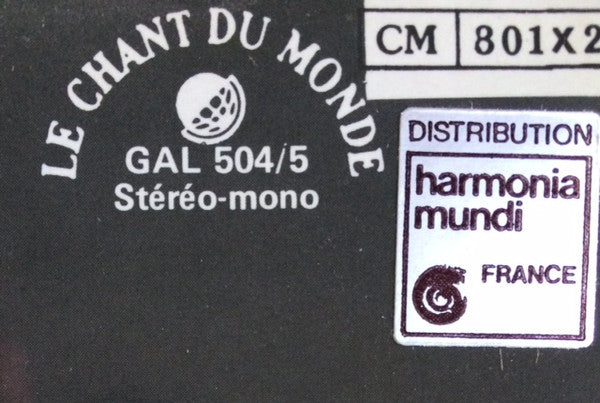 LE CHANT DU MONDE
GAL 504/5
Stéréo-mono
CM 801X2
DISTRIBUTION
harmonia
mundi
FRANCE